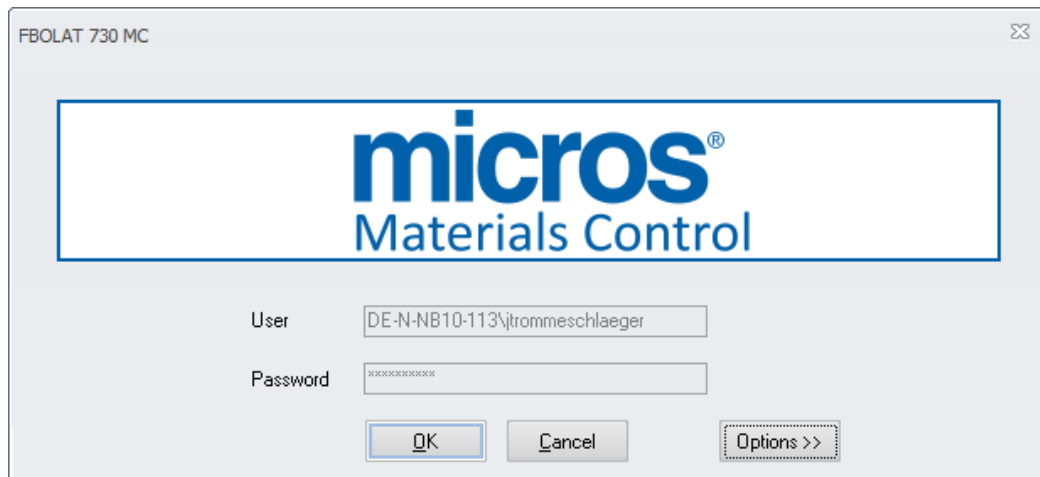 FBOLAT 730 MC
micros®
Materials Control
User DE-N-NB10-113\jtrommeschlaeger
Password **********
OK Cancel Options >>